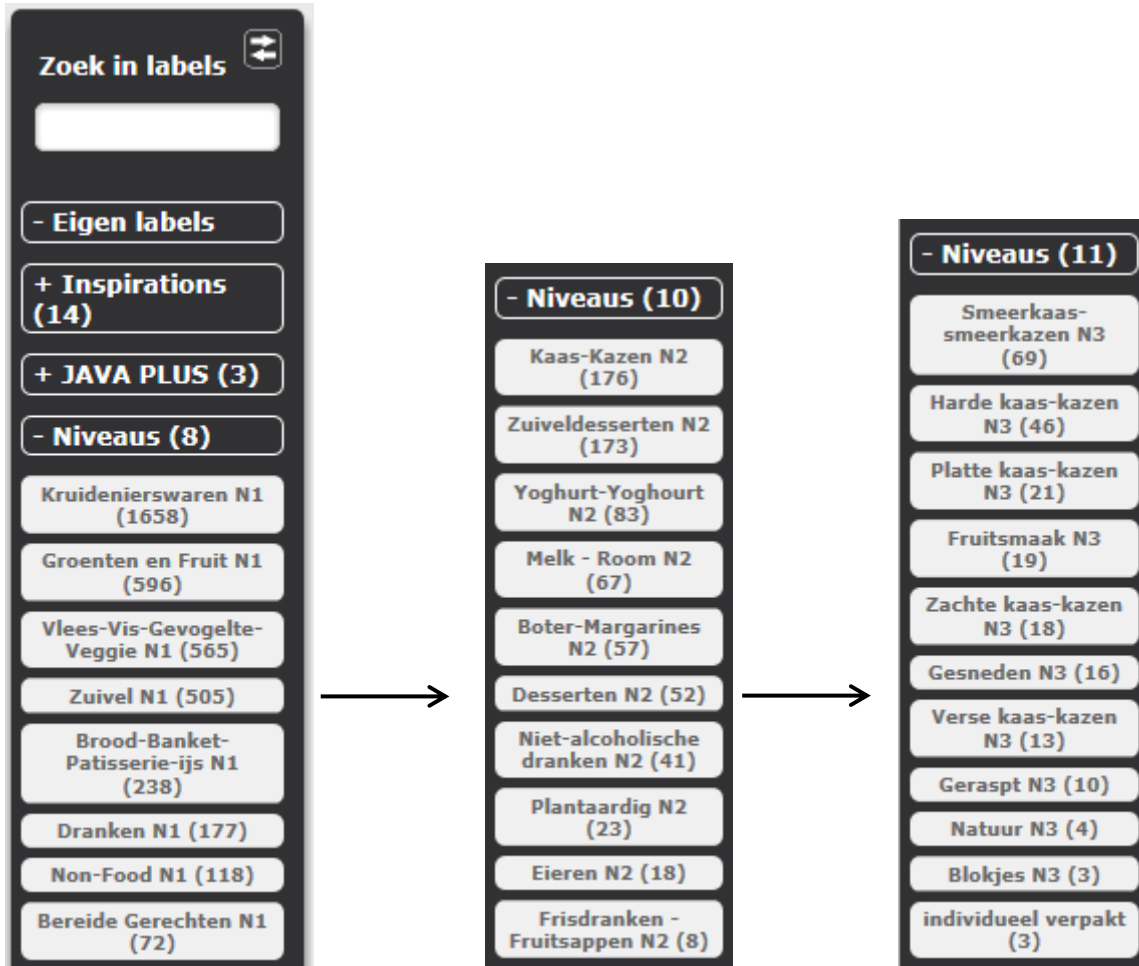 Zoek in labels
- Eigen labels
+ Inspirations
(14)
+ JAVA PLUS (3)
- Niveaus (8)
Kruidenierswaren N1
(1658)
Groenten en Fruit N1
(596)
Vlees-Vis-Gevogelte-
Veggie N1 (565)
Zuivel N1 (505)
Brood-Banket-
Patisserie-ijs N1
(238)
Dranken N1 (177)
Non-Food N1 (118)
Bereide Gerechten N1
(72)
- Niveaus (10)
Kaas-Kazen N2
(176)
Zuiveldesserten N2
(173)
Yoghurt-Yoghourt
N2 (83)
Melk - Room N2
(67)
Boter-Margarines
N2 (57)
Desserten N2 (52)
Niet-alcoholische
dranken N2 (41)
Plantaardig N2
(23)
Eieren N2 (18)
Frisdranken -
Fruitsappen N2 (8)
- Niveaus (11)
Smeerkaas-
smeerkazen N3
(69)
Harde kaas-kazen
N3 (46)
Platte kaas-kazen
N3 (21)
Fruitsmaak N3
(19)
Zachte kaas-kazen
N3 (18)
Gesneden N3 (16)
Verse kaas-kazen
N3 (13)
Geraspt N3 (10)
Natuur N3 (4)
Blokjes N3 (3)
individueel verpakt
(3)